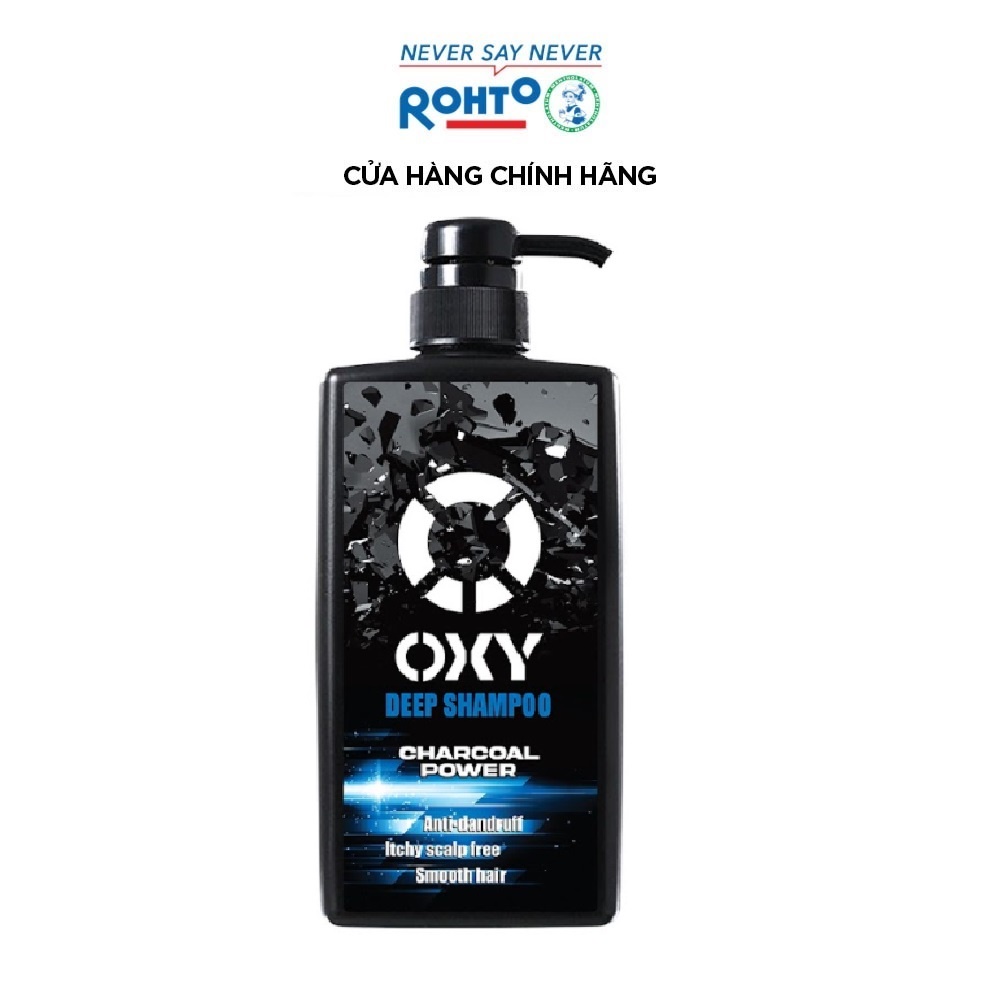 NEVER SAY NEVER
ROHTO
CỬA HÀNG CHÍNH HÃNG
OXY
DEEP SHAMPOO
CHARCOAL
POWER
Anti-dandruff
Itchy scalp free
Smooth hair